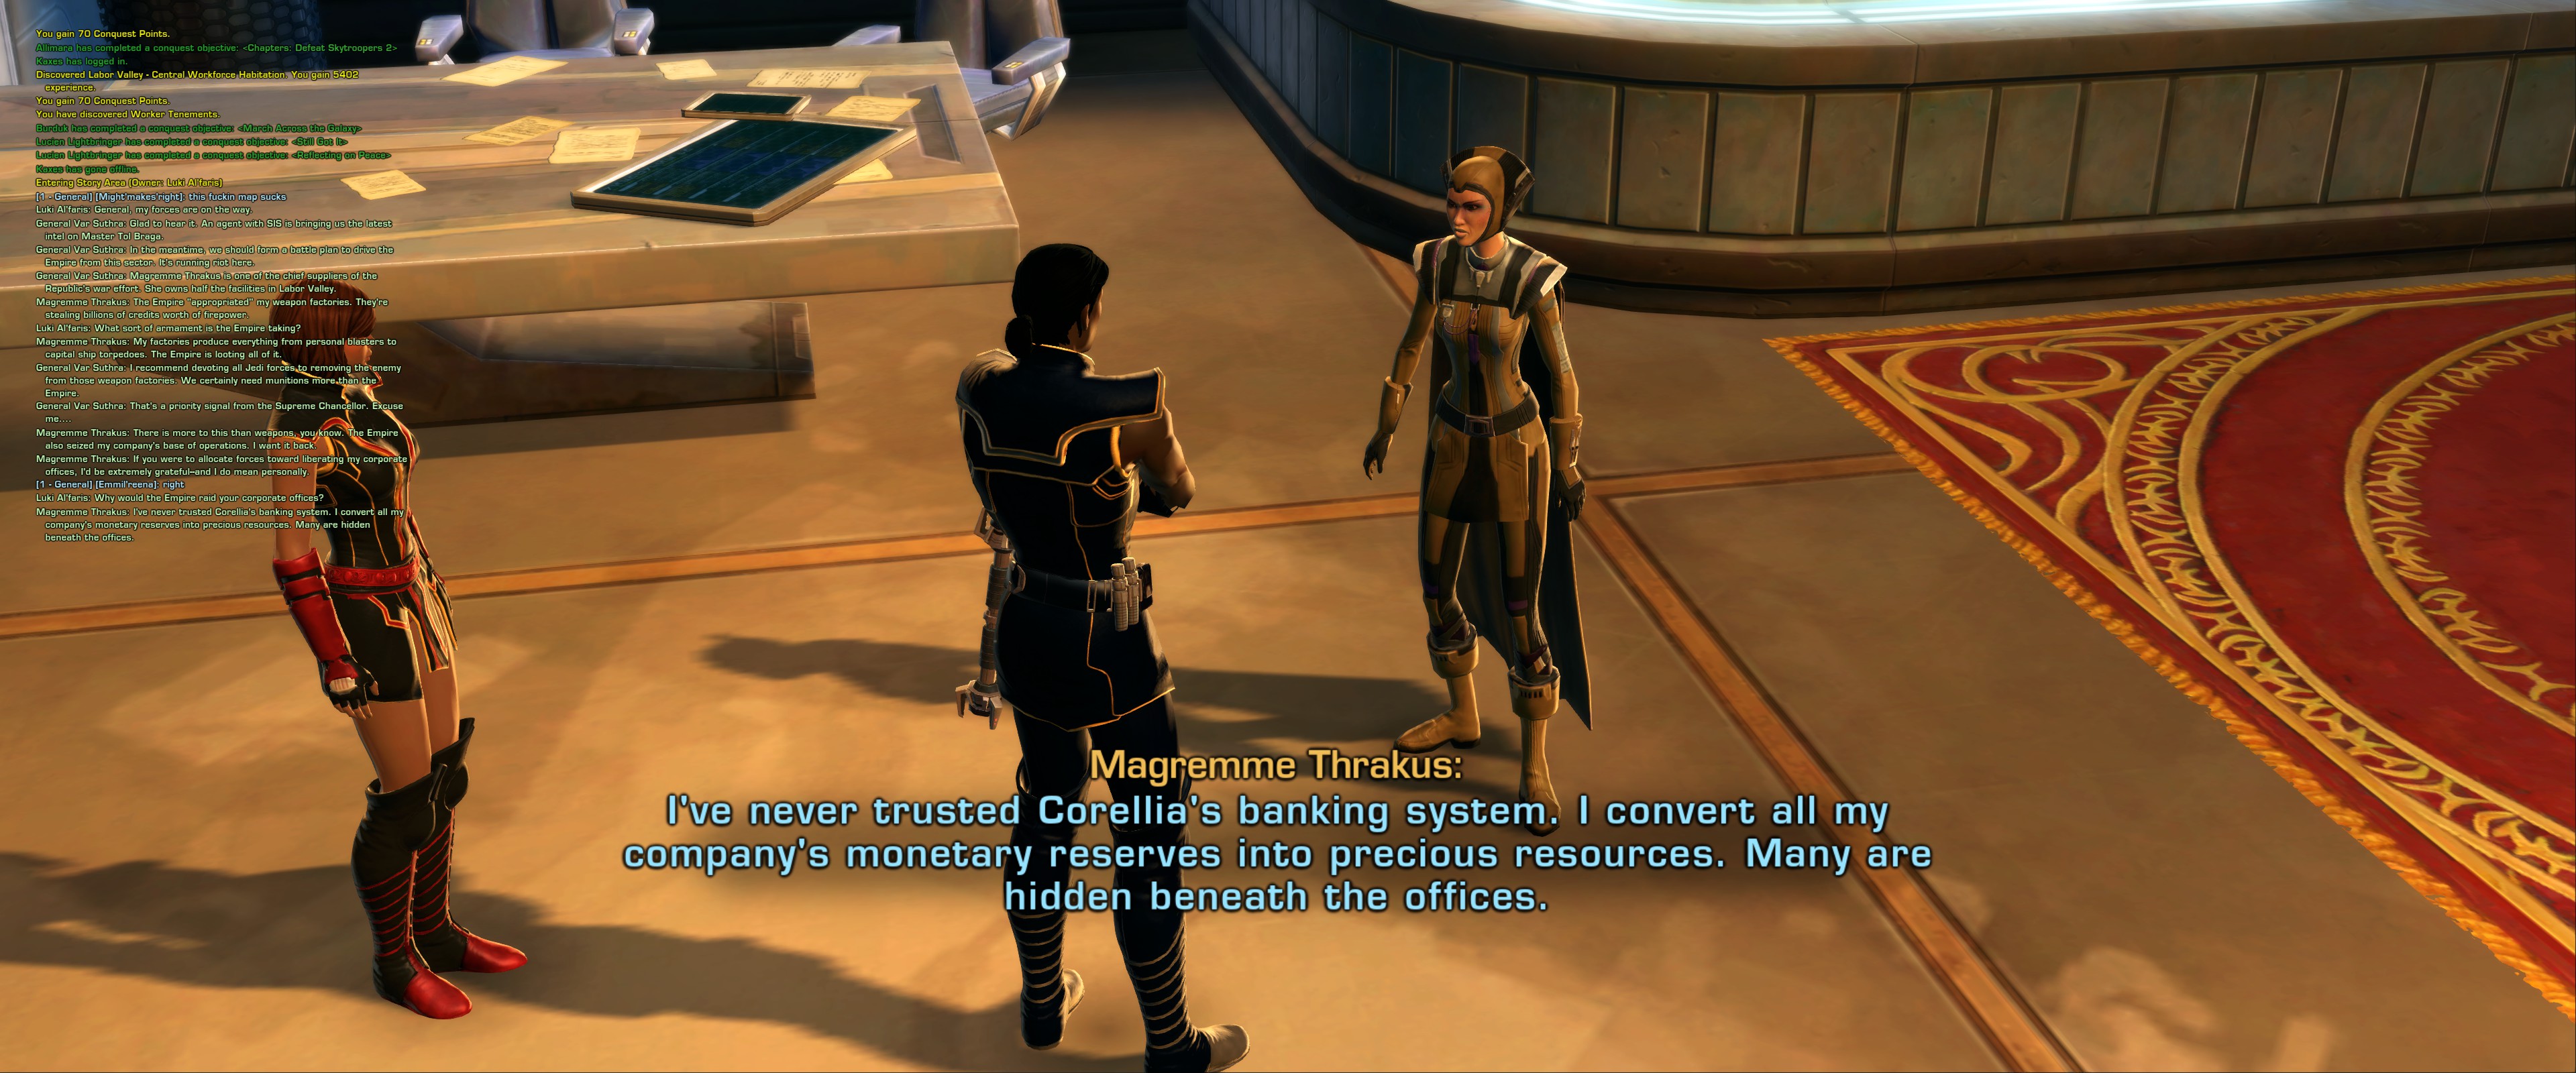 You gain 70 Conquest Points.
Allimara has completed a conquest objective: <Chapters: Defeat Skytroopers 2>
Kaxes has logged in.
Discovered Labor Valley - Central Workforce Habitation. You gain 5402
experience.
You gain 70 Conquest Points.
You have discovered Worker Tenements.
Burduk has completed a conquest objective: <March Across the Galaxy>
Lucien Lightbringer has completed a conquest objective: <Still Got It>
Lucien Lightbringer has completed a conquest objective: <Reflecting on Peace>
Kaxes has gone offline.
Entering Story Area (Owner: Luki Al'faris)
[1 - General] [Might makes right]: this fuckin map sucks
Luki Al'faris: General, my forces are on the way.
General Var Suthra: Glad to hear it. An agent with SIS is bringing us the latest
intel on Master Tol Braga.
General Var Suthra: In the meantime, we should form a battle plan to drive the
Empire from this sector. It's running riot here.
General Var Suthra: Magremme Thrakus is one of the chief suppliers of the
Republic's war effort. She owns half the facilities in Labor Valley.
Magremme Thrakus: The Empire "appropriated" my weapon factories. They're
stealing billions of credits worth of firepower.
Luki Al'faris: What sort of armament is the Empire taking?
Magremme Thrakus: My factories produce everything from personal blasters to
capital ship torpedoes. The Empire is looting all of it.
General Var Suthra: I recommend devoting all Jedi forces to removing the enemy
from those weapon factories. We certainly need munitions more than the
Empire.
General Var Suthra: That's a priority signal from the Supreme Chancellor. Excuse
me....
Magremme Thrakus: There is more to this than weapons, you know. The Empire
also seized my company's base of operations. I want it back.
Magremme Thrakus: If you were to allocate forces toward liberating my corporate
offices, I'd be extremely grateful–and I do mean personally.
[1 - General] [Emmil'reena]: right
Luki Al'faris: Why would the Empire raid your corporate offices?
Magremme Thrakus: I've never trusted Corellia's banking system. I convert all my
company's monetary reserves into precious resources. Many are hidden
beneath the offices.
Magremme Thrakus:
I've never trusted Corellia's banking system. I convert all my
company's monetary reserves into precious resources. Many are
hidden beneath the offices.